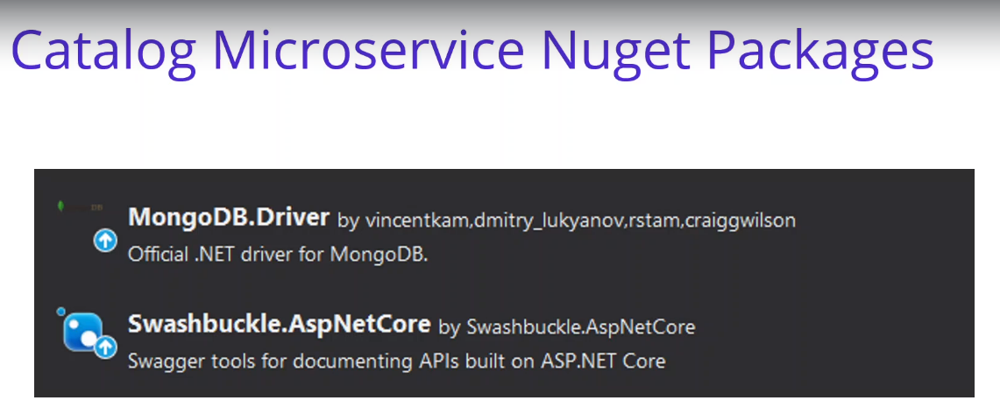 Catalog Microservice Nuget Packages
MongoDB.Driver by vincentkam,dmitry_lukyanov,rstam,craiggwilson
Official .NET driver for MongoDB.
Swashbuckle.AspNetCore by Swashbuckle.AspNetCore
Swagger tools for documenting APIs built on ASP.NET Core